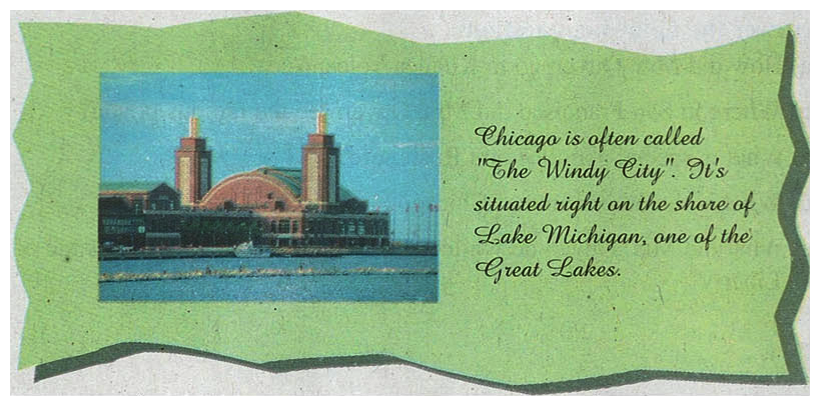 Chicago is often called
"The Windy City". It's
situated right on the shore of
Lake Michigan, one of the
Great Lakes.